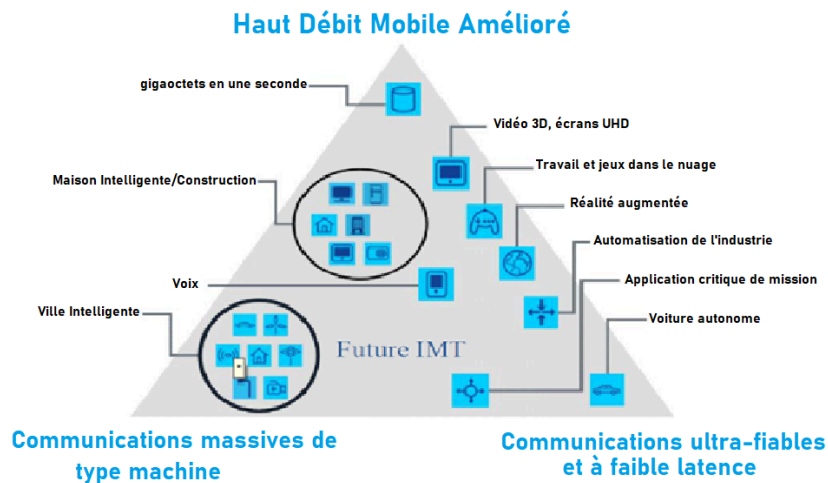 Haut Débit Mobile Amélioré
gigaoctets en une seconde
Vidéo 3D, écrans UHD
Travail et jeux dans le nuage
Maison Intelligente/Construction
Réalité augmentée
Automatisation de l'industrie
Application critique de mission
Voix
Ville Intelligente
Voiture autonome
Future IMT
Communications massives de
type machine
Communications ultra-fiables
et à faible latence